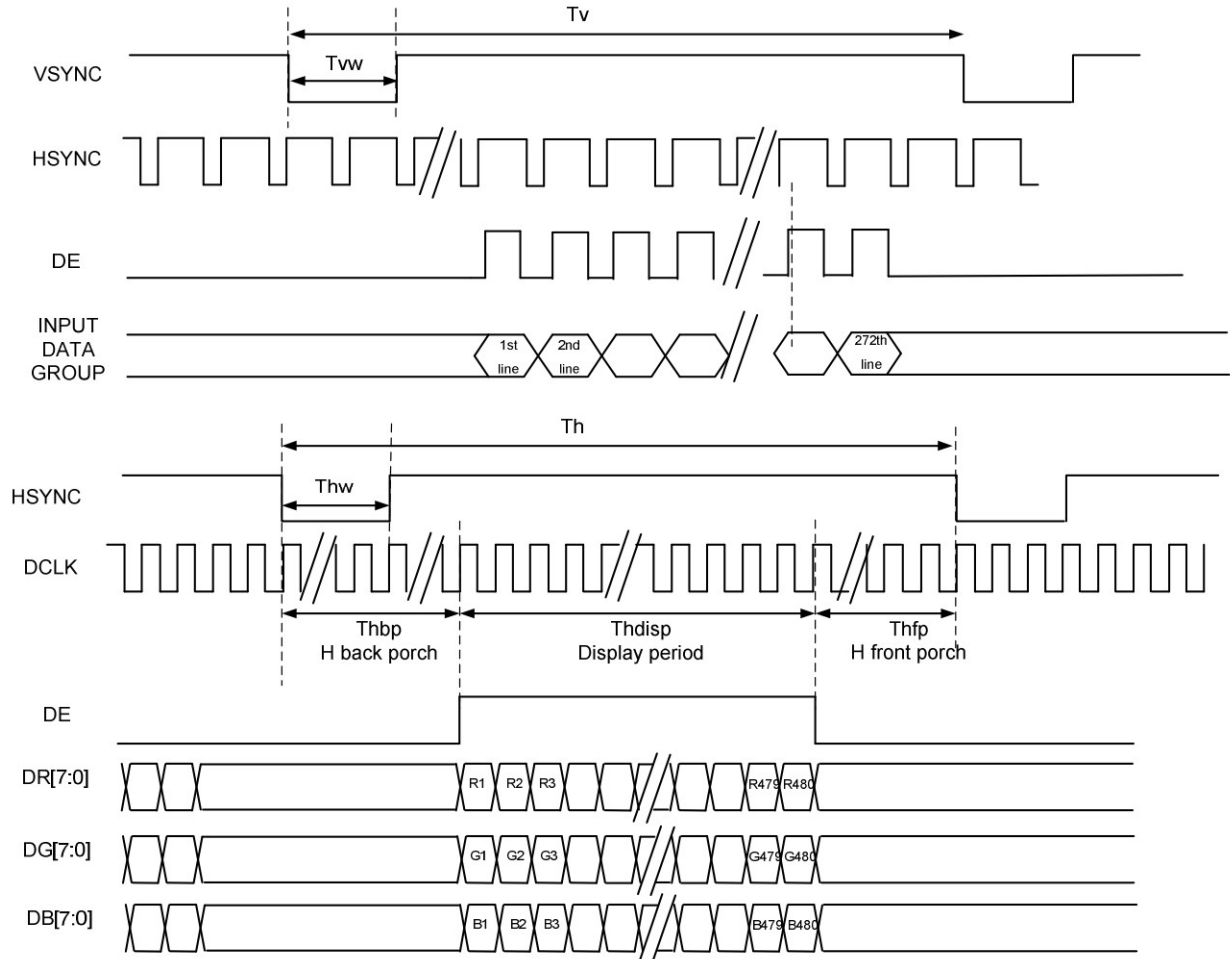 Tv
VSYNC
Tvw
HSYNC
DE
INPUT
DATA
GROUP
1st
line
2nd
line
272th
line
Th
HSYNC
Thw
DCLK
Thbp
H back porch
Thdisp
Display period
Thfp
H front porch
DE
DR[7:0]
R1 R2 R3 R479 R480
DG[7:0]
G1 G2 G3 G479 G480
DB[7:0]
B1 B2 B3 B479 B480